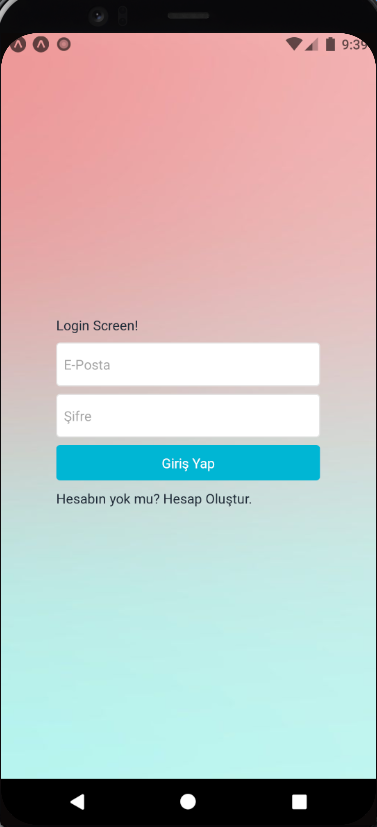 9:39
Login Screen!
E-Posta
Şifre
Giriş Yap
Hesabın yok mu? Hesap Oluştur.